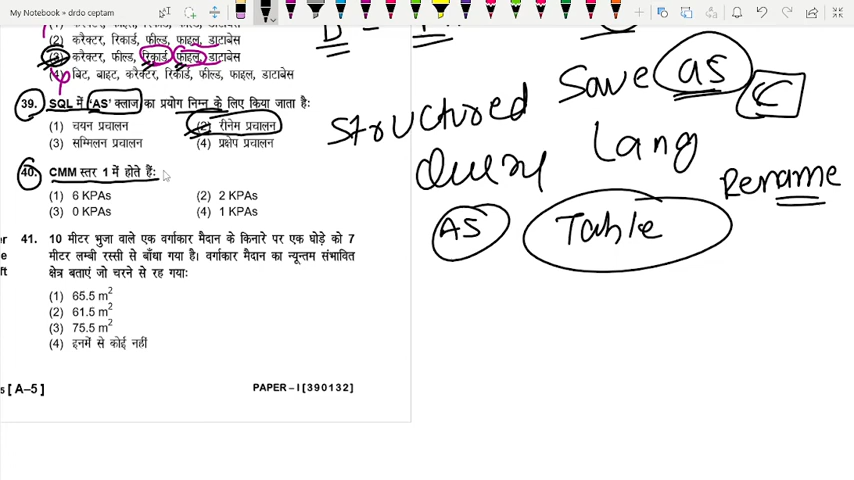 My Notebook » drdo ceptam
(2) करैक्टर, रिकार्ड, फील्ड, फाइल, डाटाबेस
(3) करैक्टर, फील्ड, रिकार्ड, फाइल, डाटाबेस
(4) बिट, बाइट, करैक्टर, रिकार्ड, फील्ड, फाइल, डाटाबेस
39. SQL में 'AS' क्लाज का प्रयोग निम्न के लिए किया जाता है:
(1) चयन प्रचालन (2) रीनेम प्रचालन
(3) सम्मिलन प्रचालन (4) प्रक्षेप प्रचालन
40. CMM स्तर 1 में होते हैं:
(1) 6 KPAs (2) 2 KPAs
(3) 0 KPAs (4) 1 KPAs
41. 10 मीटर भुजा वाले एक वर्गाकार मैदान के किनारे पर एक घोड़े को 7
मीटर लम्बी रस्सी से बाँधा गया है। वर्गाकार मैदान का न्यूनतम संभावित
क्षेत्र बताएं जो चरने से रह गया:
(1) 65.5 m²
(2) 61.5 m²
(3) 75.5 m²
(4) इनमें से कोई नहीं
5 [ A-5 ] PAPER – I [ 390132 ]
Save as
C
Structured
Query Lang
Rename
AS Table